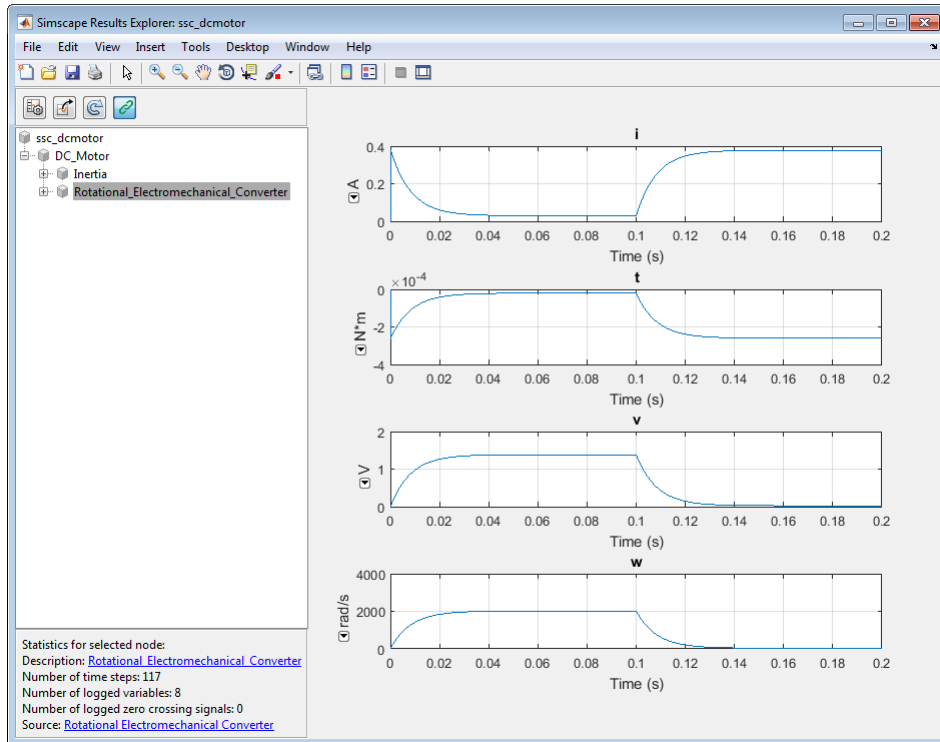 Simscape Results Explorer: ssc_dcmotor
File Edit View Insert Tools Desktop Window Help
ssc_dcmotor
DC_Motor
Inertia
Rotational_Electromechanical_Converter
Statistics for selected node:
Description: Rotational Electromechanical Converter
Number of time steps: 117
Number of logged variables: 8
Number of logged zero crossing signals: 0
Source: Rotational Electromechanical Converter
i
0.4
0.2
0
A
0 0.02 0.04 0.06 0.08 0.1 0.12 0.14 0.16 0.18 0.2
Time (s)
×10⁻⁴
t
0
-2
-4
N*m
0 0.02 0.04 0.06 0.08 0.1 0.12 0.14 0.16 0.18 0.2
Time (s)
v
2
1
0
V
0 0.02 0.04 0.06 0.08 0.1 0.12 0.14 0.16 0.18 0.2
Time (s)
w
4000
2000
0
rad/s
0 0.02 0.04 0.06 0.08 0.1 0.12 0.14 0.16 0.18 0.2
Time (s)